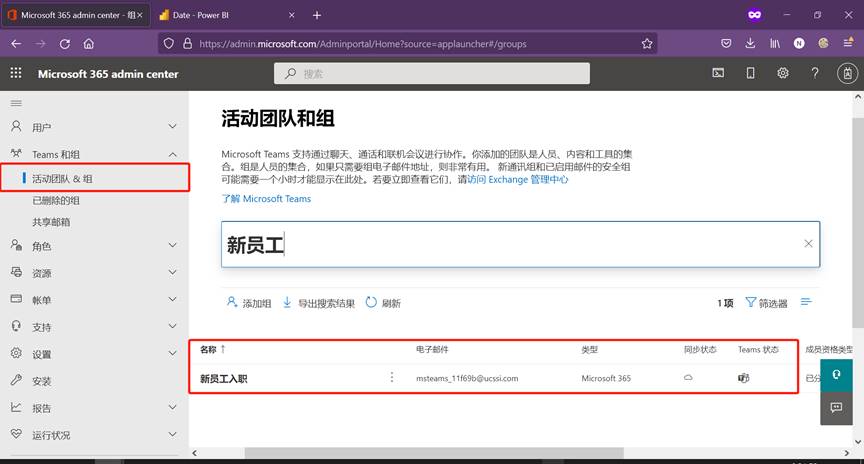 Microsoft 365 admin center - 组
Date - Power BI
https://admin.microsoft.com/Adminportal/Home?source=applauncher#/groups
Microsoft 365 admin center
搜索
用户
Teams 和组
活动团队 & 组
已删除的组
共享邮箱
角色
资源
帐单
支持
设置
安装
报告
运行状况
活动团队和组
Microsoft Teams 支持通过聊天、通话和联机会议进行协作。你添加的团队是人员、内容和工具的集
合。组是人员的集合，如果只需要组电子邮件地址，则非常有用。 新通讯组和已启用邮件的安全组
可能需要一个小时才能显示在此处。若要立即查看它们，请访问 Exchange 管理中心
了解 Microsoft Teams
新员工
添加组 导出搜索结果 刷新 1 项 筛选器
名称 ↑ 电子邮件 类型 同步状态 Teams 状态 成员资格类型
新员工入职 msteams_11f69b@ucssi.com Microsoft 365 已分